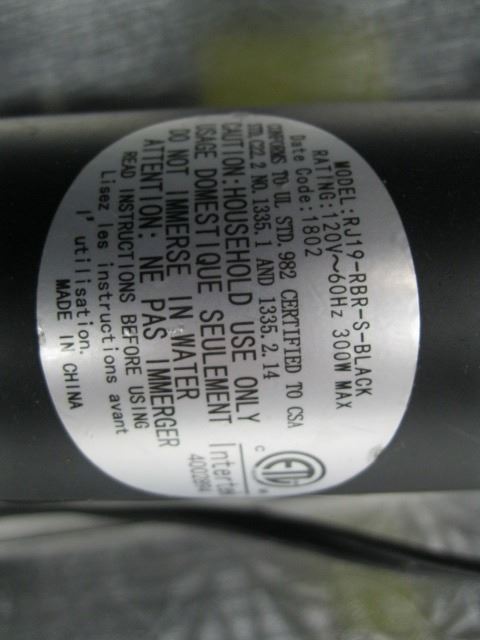 MODEL:RJ19-RBR-S-BLACK
RATING:120V~60Hz 300W MAX
Date Code:1802
CONFORMS TO UL STD.982 CERTIFIED TO CSA
STD.C22.2 NO.1335.1 AND 1335.2.14
CAUTION:HOUSEHOLD USE ONLY
USAGE DOMESTIQUE SEULEMENT
DO NOT IMMERSE IN WATER
ATTENTION: NE PAS IMMERGER
READ INSTRUCTIONS BEFORE USING
Lisez les instructions avant
l'utilisation.
MADE IN CHINA
C ETL
Intertek